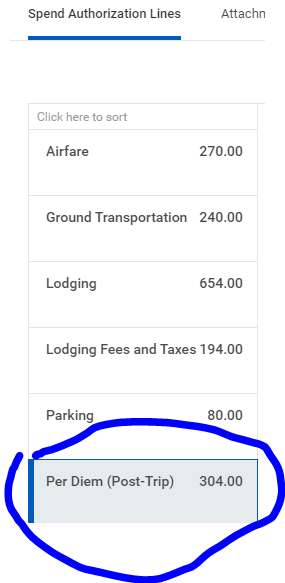 Spend Authorization Lines Attachn
Click here to sort
Airfare 270.00
Ground Transportation 240.00
Lodging 654.00
Lodging Fees and Taxes 194.00
Parking 80.00
Per Diem (Post-Trip) 304.00